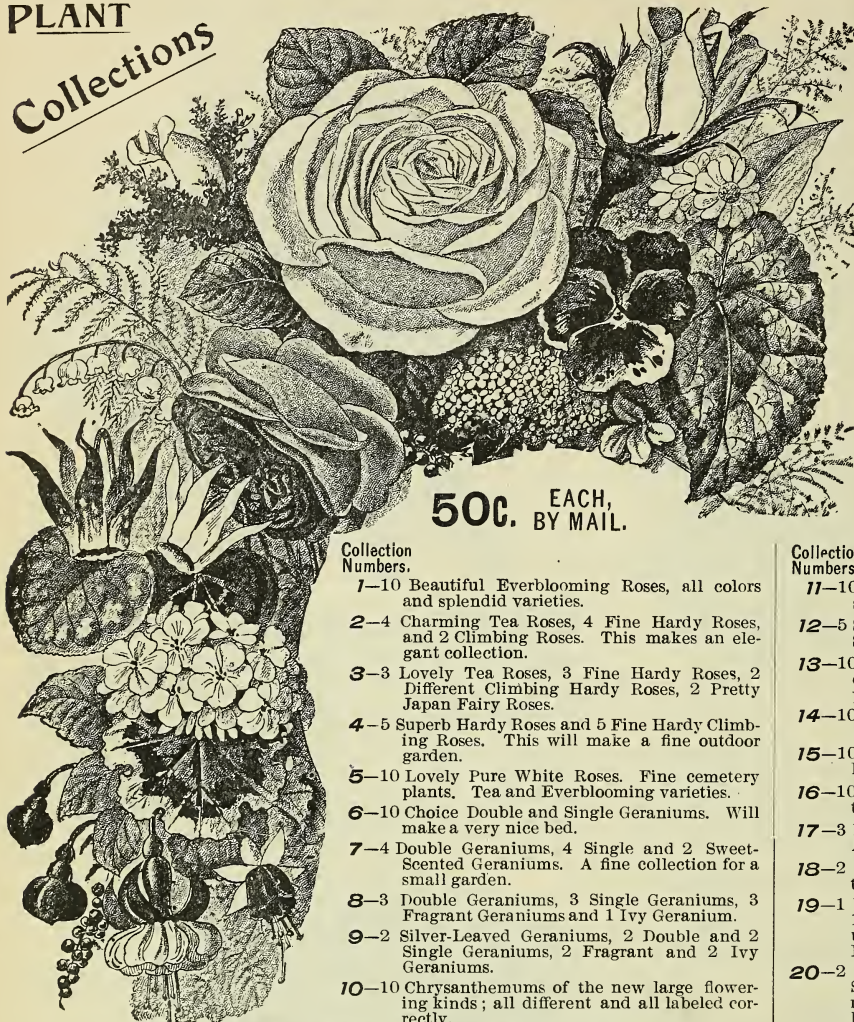 PLANT
Collections
50C. EACH,
BY MAIL.
Collection
Numbers.
1—10 Beautiful Everblooming Roses, all colors
and splendid varieties.
2—4 Charming Tea Roses, 4 Fine Hardy Roses,
and 2 Climbing Roses. This makes an ele-
gant collection.
3—3 Lovely Tea Roses, 3 Fine Hardy Roses, 2
Different Climbing Hardy Roses, 2 Pretty
Japan Fairy Roses.
4—5 Superb Hardy Roses and 5 Fine Hardy Climb-
ing Roses. This will make a fine outdoor
garden.
5—10 Lovely Pure White Roses. Fine cemetery
plants. Tea and Everblooming varieties.
6—10 Choice Double and Single Geraniums. Will
make a very nice bed.
7—4 Double Geraniums, 4 Single and 2 Sweet-
Scented Geraniums. A fine collection for a
small garden.
8—3 Double Geraniums, 3 Single Geraniums, 3
Fragrant Geraniums and 1 Ivy Geranium.
9—2 Silver-Leaved Geraniums, 2 Double and 2
Single Geraniums, 2 Fragrant and 2 Ivy
Geraniums.
10—10 Chrysanthemums of the new large flower-
ing kinds; all different and all labeled cor-
rectly.
Numbers
11—10
12—5
13—10
14—10
15—10
16—10
17—3
18—2
19—1
20—2